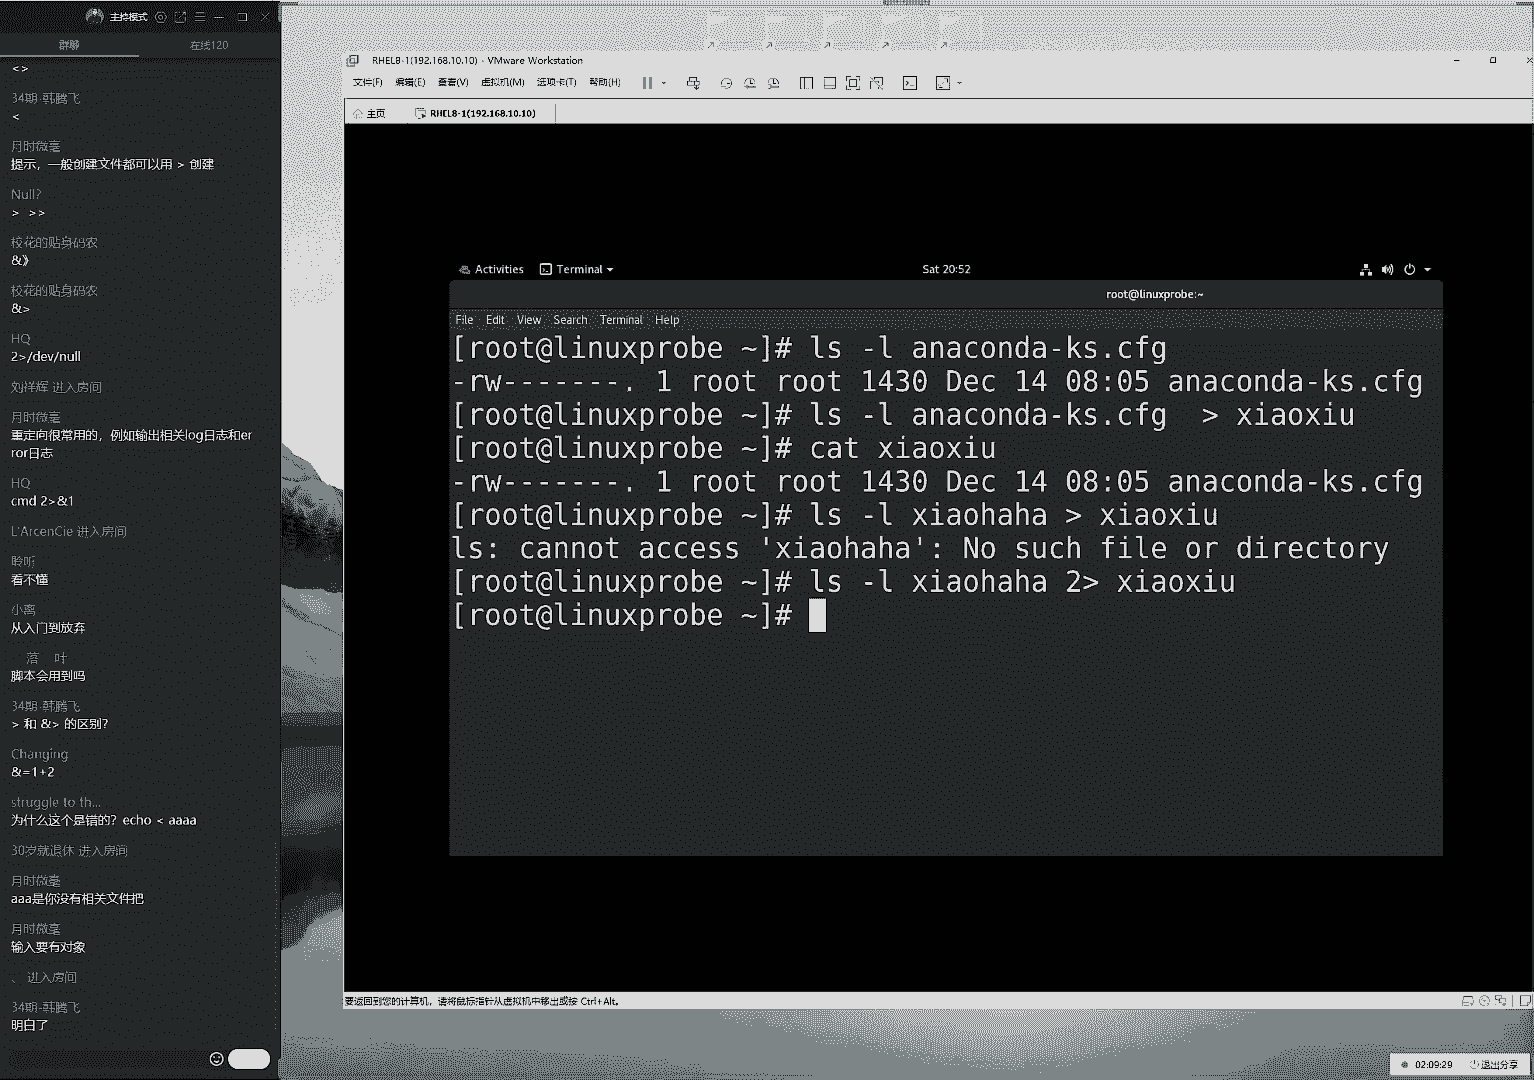 主持模式
群聊
在线120
<>
34期-韩腾飞
<
月时微毫
提示，一般创建文件都可以用 > 创建
Null?
> >>
校花的贴身码农
&》
校花的贴身码农
&>
HQ
2>/dev/null
刘祥辉 进入房间
月时微毫
重定向很常用的，例如输出相关log日志和er
ror日志
HQ
cmd 2>&1
L'ArcenCie 进入房间
聆听
看不懂
小离
从入门到放弃
落 叶
脚本会用到吗
34期-韩腾飞
> 和 &> 的区别？
Changing
&=1+2
struggle to th...
为什么这个是错的？echo < aaaa
30岁就退休 进入房间
月时微毫
aaa是你没有相关文件把
月时微毫
输入要有对象
、 进入房间
34期-韩腾飞
明白了
RHEL8-1(192.168.10.10) - VMware Workstation
文件(F) 编辑(E) 查看(V) 虚拟机(M) 选项卡(T) 帮助(H)
主页 RHEL8-1(192.168.10.10)
Activities Terminal Sat 20:52
root@linuxprobe:~
File Edit View Search Terminal Help
[root@linuxprobe ~]# ls -l anaconda-ks.cfg
-rw-------. 1 root root 1430 Dec 14 08:05 anaconda-ks.cfg
[root@linuxprobe ~]# ls -l anaconda-ks.cfg  > xiaoxiu
[root@linuxprobe ~]# cat xiaoxiu
-rw-------. 1 root root 1430 Dec 14 08:05 anaconda-ks.cfg
[root@linuxprobe ~]# ls -l xiaohaha > xiaoxiu
ls: cannot access 'xiaohaha': No such file or directory
[root@linuxprobe ~]# ls -l xiaohaha 2> xiaoxiu
[root@linuxprobe ~]#
要返回到您的计算机，请将鼠标指针从虚拟机中移出或按 Ctrl+Alt。
02:09:29 退出分享